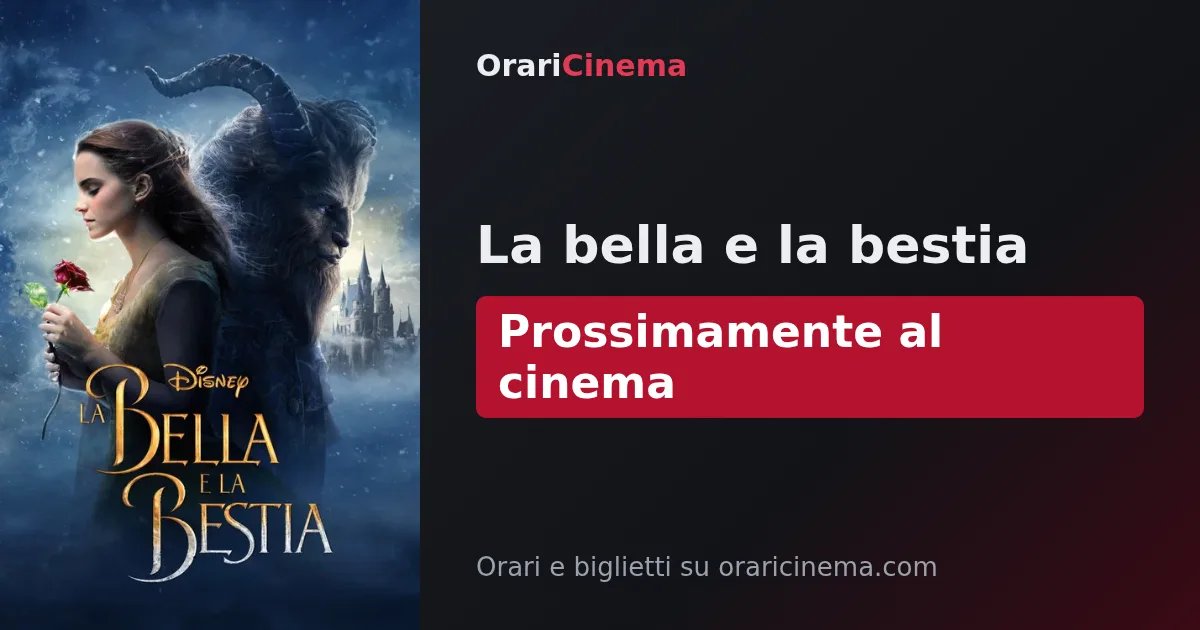 DISNEY
LA
BELLA
E LA
BESTIA
OrariCinema
La bella e la bestia
Prossimamente al
cinema
Orari e biglietti su oraricinema.com